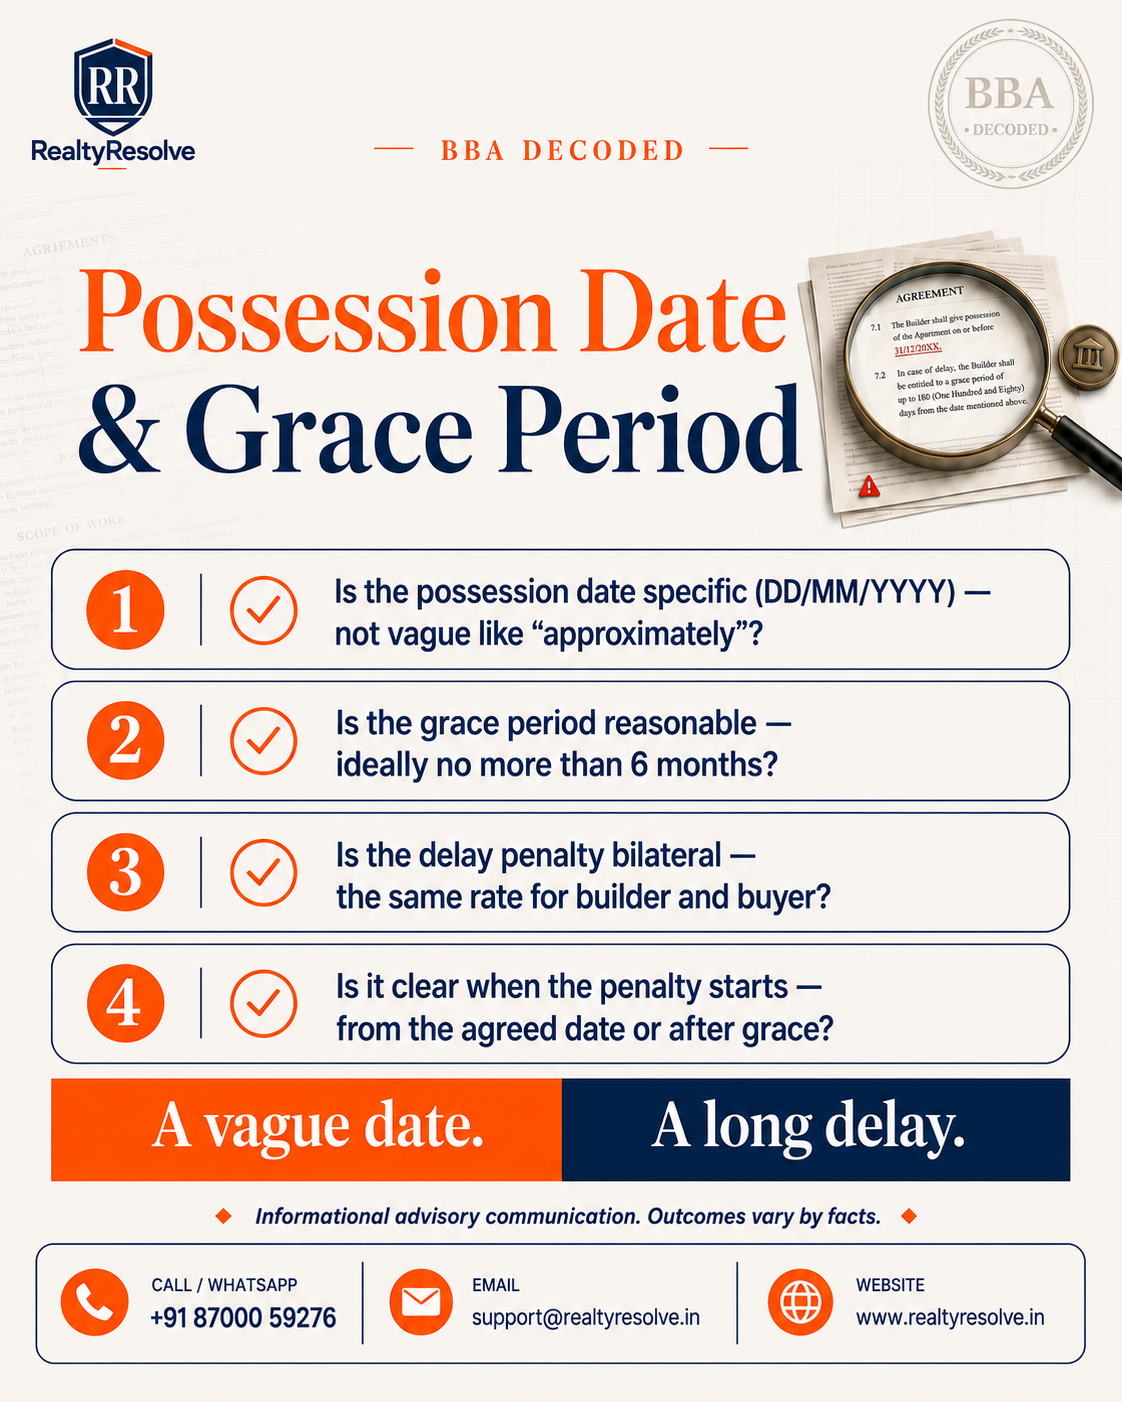 RR
RealtyResolve
BBA
• DECODED •
BBA DECODED
AGRIEMENTS
SCOPE OF WORK
Possession Date
& Grace Period
AGREEMENT
7.1 The Builder shall give possession
of the Apartment on or before
31/12/20XX.
7.2 In case of delay, the Builder shall
be entitled to a grace period of
up to 180 (One Hundred and Eighty)
days from the date mentioned above.
1 Is the possession date specific (DD/MM/YYYY) —
not vague like “approximately”?
2 Is the grace period reasonable —
ideally no more than 6 months?
3 Is the delay penalty bilateral —
the same rate for builder and buyer?
4 Is it clear when the penalty starts —
from the agreed date or after grace?
A vague date.
A long delay.
Informational advisory communication. Outcomes vary by facts.
CALL / WHATSAPP
+91 87000 59276
EMAIL
support@realtyresolve.in
WEBSITE
www.realtyresolve.in